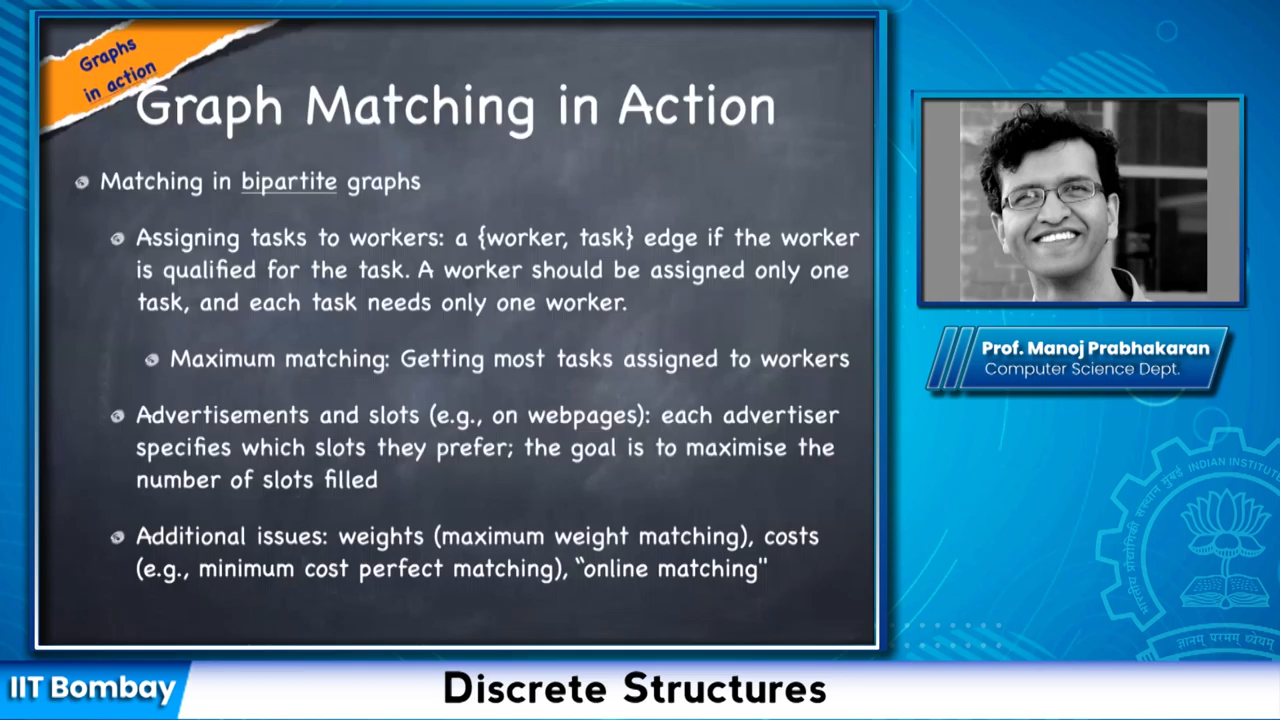 Graphs
in action
Graph Matching in Action
Matching in bipartite graphs
Assigning tasks to workers: a {worker, task} edge if the worker
is qualified for the task. A worker should be assigned only one
task, and each task needs only one worker.
Maximum matching: Getting most tasks assigned to workers
Advertisements and slots (e.g., on webpages): each advertiser
specifies which slots they prefer; the goal is to maximise the
number of slots filled
Additional issues: weights (maximum weight matching), costs
(e.g., minimum cost perfect matching), “online matching"
Prof. Manoj Prabhakaran
Computer Science Dept.
भारतीय प्रौद्योगिकी संस्थान मुंबई
INDIAN INSTITUTE
ज्ञानम् परमम् ध्येयम्
IIT Bombay
Discrete Structures